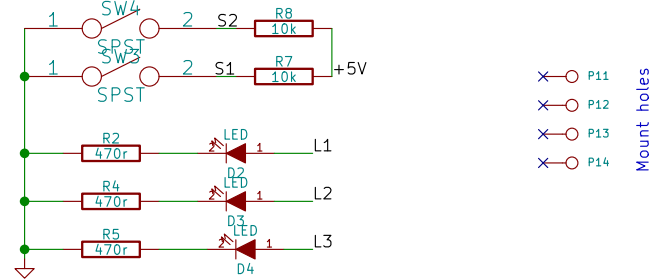 SW4
1 2 S2 R8
10k
SPST
SW3
1 2 S1 R7
10k +5V
SPST
R2
470r
LED
2 1 L1
D2
R4
470r
LED
2 1 L2
D3
R5
470r
LED
2 1 L3
D4
P11
P12
P13
P14
Mount holes